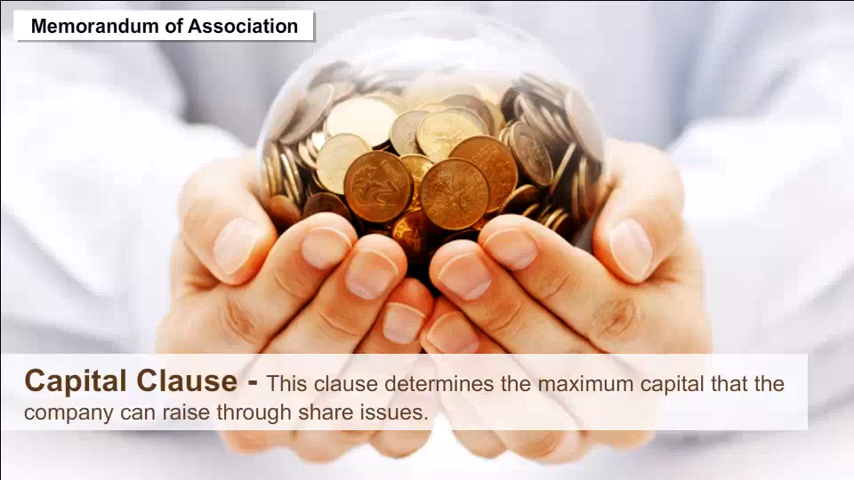 Memorandum of Association
Capital Clause - This clause determines the maximum capital that the
company can raise through share issues.